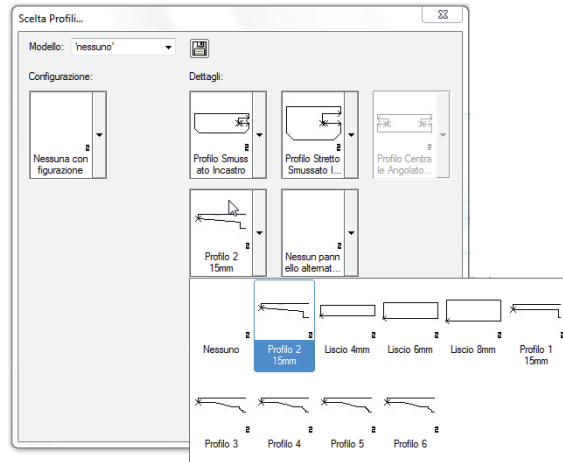 Scelta Profili...
Modello: 'nessuno'
Configurazione:
Dettagli:
Nessuna con
figurazione
Profilo Smuss
ato Incastro
Profilo Stretto
Smussato I...
Profilo Centra
le Angolato...
Profilo 2
15mm
Nessun pann
ello alternat...
Nessuno
Profilo 2
15mm
Liscio 4mm
Liscio 6mm
Liscio 8mm
Profilo 1
15mm
Profilo 3
Profilo 4
Profilo 5
Profilo 6